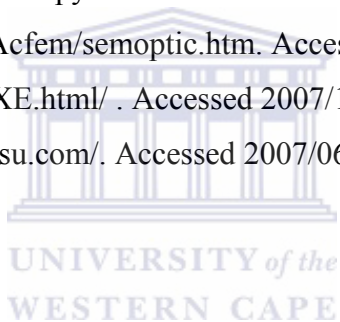 Acfem/semoptic.htm. Acces
XE.html/ . Accessed 2007/1
su.com/. Accessed 2007/06
UNIVERSITY of the
WESTERN CAPE